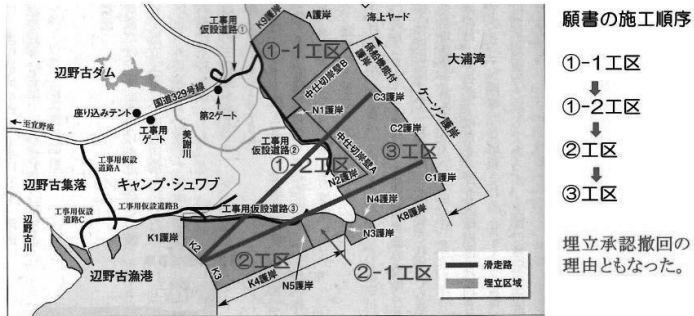 K9護岸
A護岸
海上ヤード
工事用
仮設道路①
①-1工区
係船機能付
護岸
大浦湾
辺野古ダム
国道329号線
中仕切岸壁B
C3護岸
ケーソン護岸
座り込みテント
第2ゲート
N1護岸
C2護岸
至宜野座
工事用
ゲート
美謝川
工事用
仮設道路②
中仕切岸壁A
③工区
工事用仮設
道路A
①-2工区
辺野古集落
キャンプ・シュワブ
N2護岸
C1護岸
工事用仮設道路B
工事用仮設道路③
N4護岸
K8護岸
工事用仮設
道路C
辺野古川
K1護岸
K2
N3護岸
②工区
辺野古漁港
K3
K4護岸
N5護岸
②-1工区
滑走路
埋立区域
願書の施工順序
①-1工区
①-2工区
②工区
③工区
埋立承認撤回の
理由ともなった。